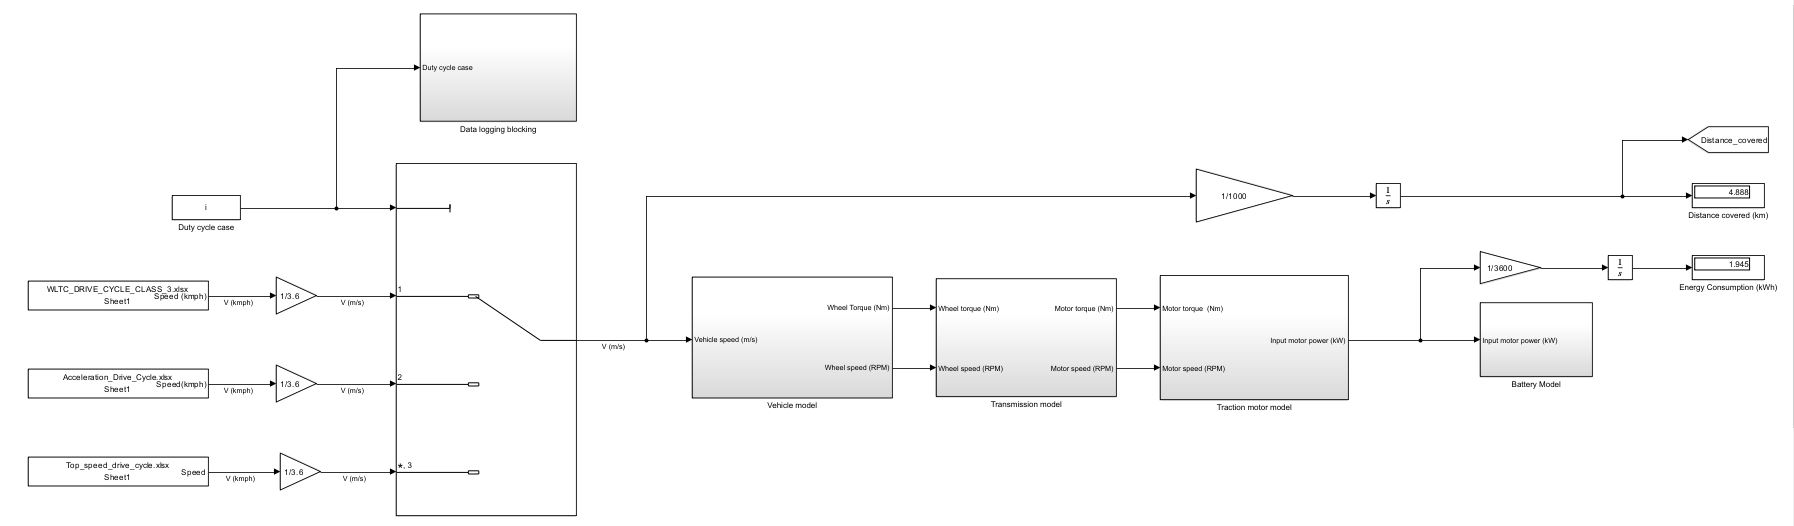 Duty cycle case
Data logging blocking
i
Duty cycle case
WLTC_DRIVE_CYCLE_CLASS_3.xlsx
Sheet1
Speed (kmph)
V (kmph)
1/3.6
V (m/s)
1
Acceleration_Drive_Cycle.xlsx
Sheet1
Speed(kmph)
V (kmph)
1/3.6
V (m/s)
2
Top_speed_drive_cycle.xlsx
Sheet1
Speed
V (kmph)
1/3.6
V (m/s)
*, 3
V (m/s)
Vehicle speed (m/s)
Wheel Torque (Nm)
Wheel speed (RPM)
Vehicle model
Wheel torque (Nm)
Wheel speed (RPM)
Motor torque (Nm)
Motor speed (RPM)
Transmission model
Motor torque (Nm)
Motor speed (RPM)
Input motor power (kW)
Traction motor model
1/1000
1
s
Distance_covered
4.888
Distance covered (km)
1/3600
1
s
1.945
Energy Consumption (kWh)
Input motor power (kW)
Battery Model